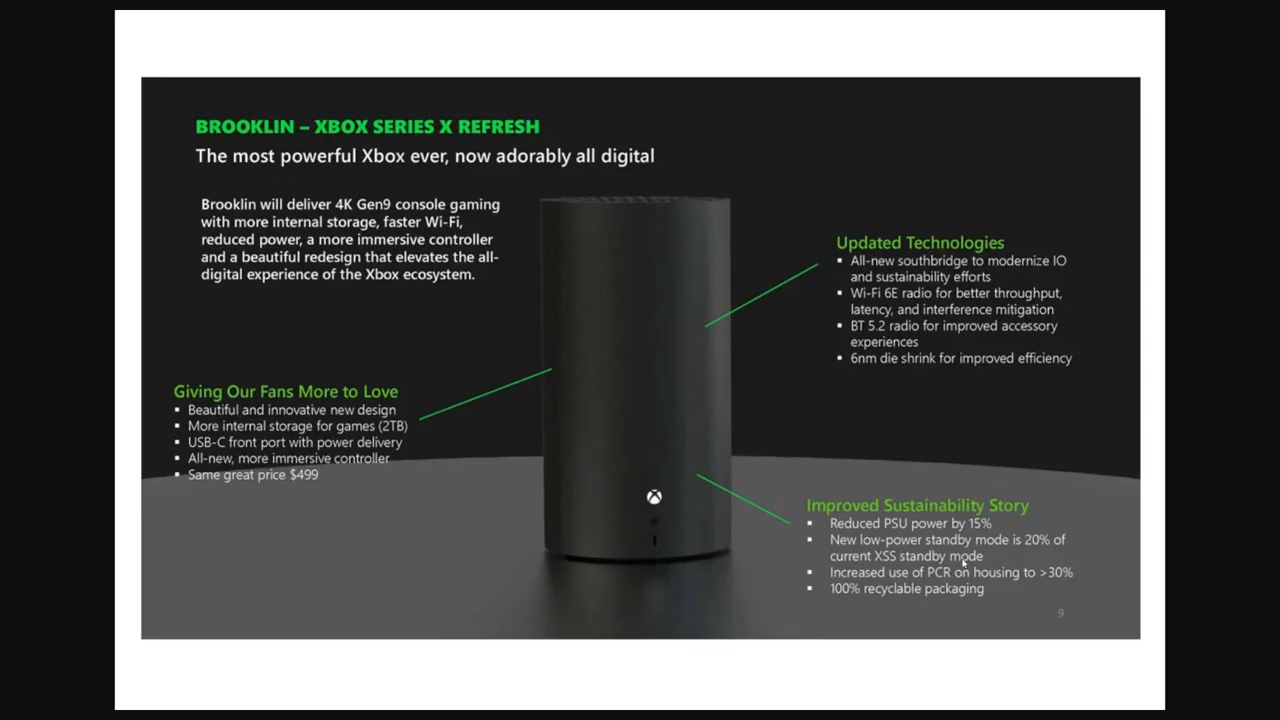 BROOKLIN – XBOX SERIES X REFRESH
The most powerful Xbox ever, now adorably all digital
Brooklin will deliver 4K Gen9 console gaming
with more internal storage, faster Wi-Fi,
reduced power, a more immersive controller
and a beautiful redesign that elevates the all-
digital experience of the Xbox ecosystem.
Giving Our Fans More to Love
▪ Beautiful and innovative new design
▪ More internal storage for games (2TB)
▪ USB-C front port with power delivery
▪ All-new, more immersive controller
▪ Same great price $499
Updated Technologies
▪ All-new southbridge to modernize IO
and sustainability efforts
▪ Wi-Fi 6E radio for better throughput,
latency, and interference mitigation
▪ BT 5.2 radio for improved accessory
experiences
▪ 6nm die shrink for improved efficiency
Improved Sustainability Story
▪ Reduced PSU power by 15%
▪ New low-power standby mode is 20% of
current XSS standby mode
▪ Increased use of PCR on housing to >30%
▪ 100% recyclable packaging
9